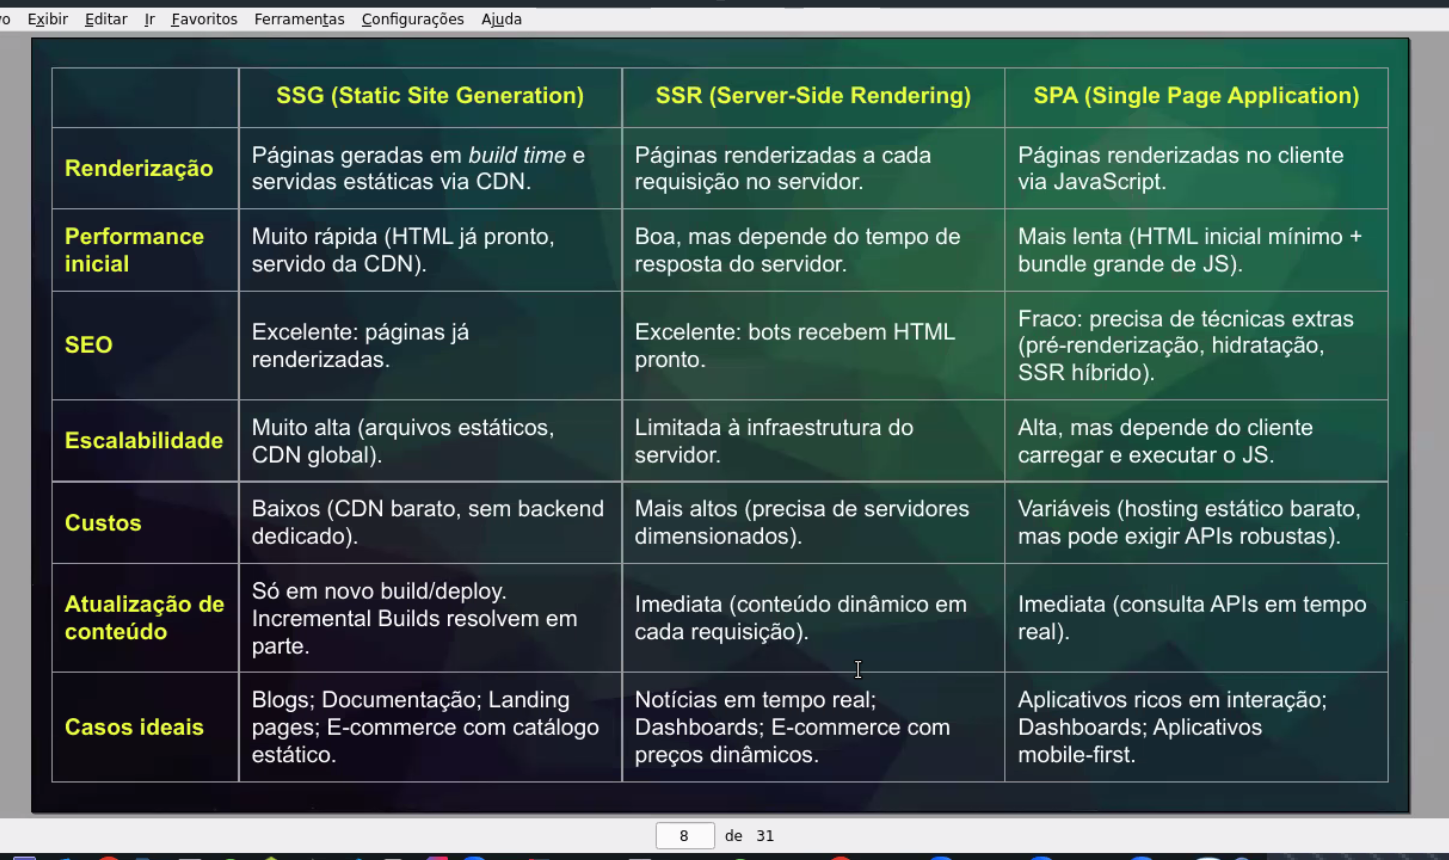 Exibir Editar Ir Favoritos Ferramentas Configurações Ajuda
SSG (Static Site Generation)
SSR (Server-Side Rendering)
SPA (Single Page Application)
Renderização
Páginas geradas em build time e
servidas estáticas via CDN.
Páginas renderizadas a cada
requisição no servidor.
Páginas renderizadas no cliente
via JavaScript.
Performance
inicial
Muito rápida (HTML já pronto,
servido da CDN).
Boa, mas depende do tempo de
resposta do servidor.
Mais lenta (HTML inicial mínimo +
bundle grande de JS).
SEO
Excelente: páginas já
renderizadas.
Excelente: bots recebem HTML
pronto.
Fraco: precisa de técnicas extras
(pré-renderização, hidratação,
SSR híbrido).
Escalabilidade
Muito alta (arquivos estáticos,
CDN global).
Limitada à infraestrutura do
servidor.
Alta, mas depende do cliente
carregar e executar o JS.
Custos
Baixos (CDN barato, sem backend
dedicado).
Mais altos (precisa de servidores
dimensionados).
Variáveis (hosting estático barato,
mas pode exigir APIs robustas).
Atualização de
conteúdo
Só em novo build/deploy.
Incremental Builds resolvem em
parte.
Imediata (conteúdo dinâmico em
cada requisição).
Imediata (consulta APIs em tempo
real).
Casos ideais
Blogs; Documentação; Landing
pages; E-commerce com catálogo
estático.
Notícias em tempo real;
Dashboards; E-commerce com
preços dinâmicos.
Aplicativos ricos em interação;
Dashboards; Aplicativos
mobile-first.
8 de 31